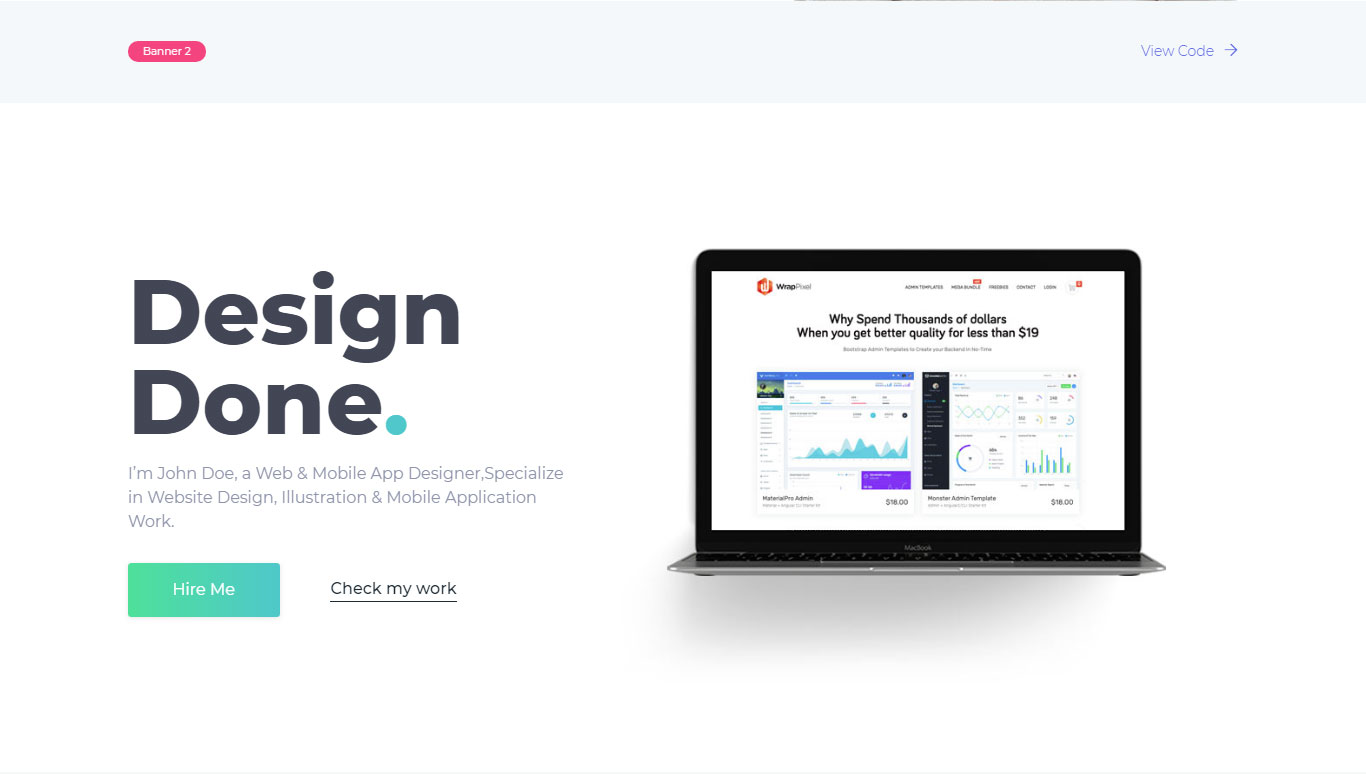 Banner 2
View Code
Design
Done.
I'm John Doe, a Web & Mobile App Designer,Specialize
in Website Design, Illustration & Mobile Application
Work.
Hire Me
Check my work
WrapPixel
ADMIN TEMPLATES
MEGA BUNDLE
FREEBIES
CONTACT
LOGIN
Why Spend Thousands of dollars
When you get better quality for less than $19
Bootstrap Admin Templates to Create your Backend in No-Time
MaterialPro Admin
$18.00
Monster Admin Template
$18.00
MacBook